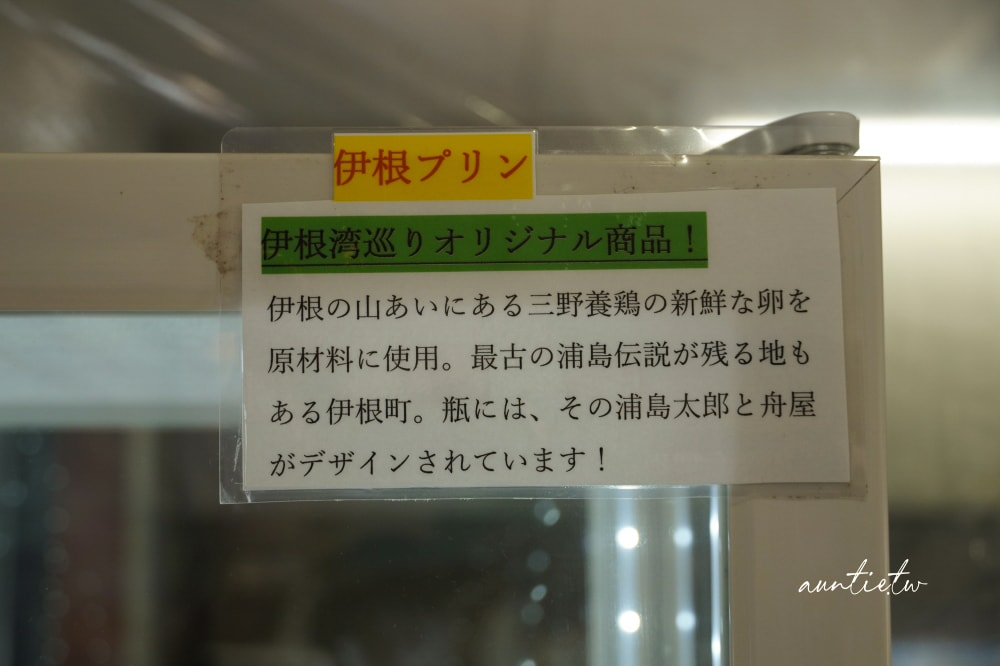 伊根プリン
伊根湾巡りオリジナル商品！
伊根の山あいにある三野養鶏の新鮮な卵を
原材料に使用。最古の浦島伝説が残る地も
ある伊根町。瓶には、その浦島太郎と舟屋
がデザインされています！
auntie.tw